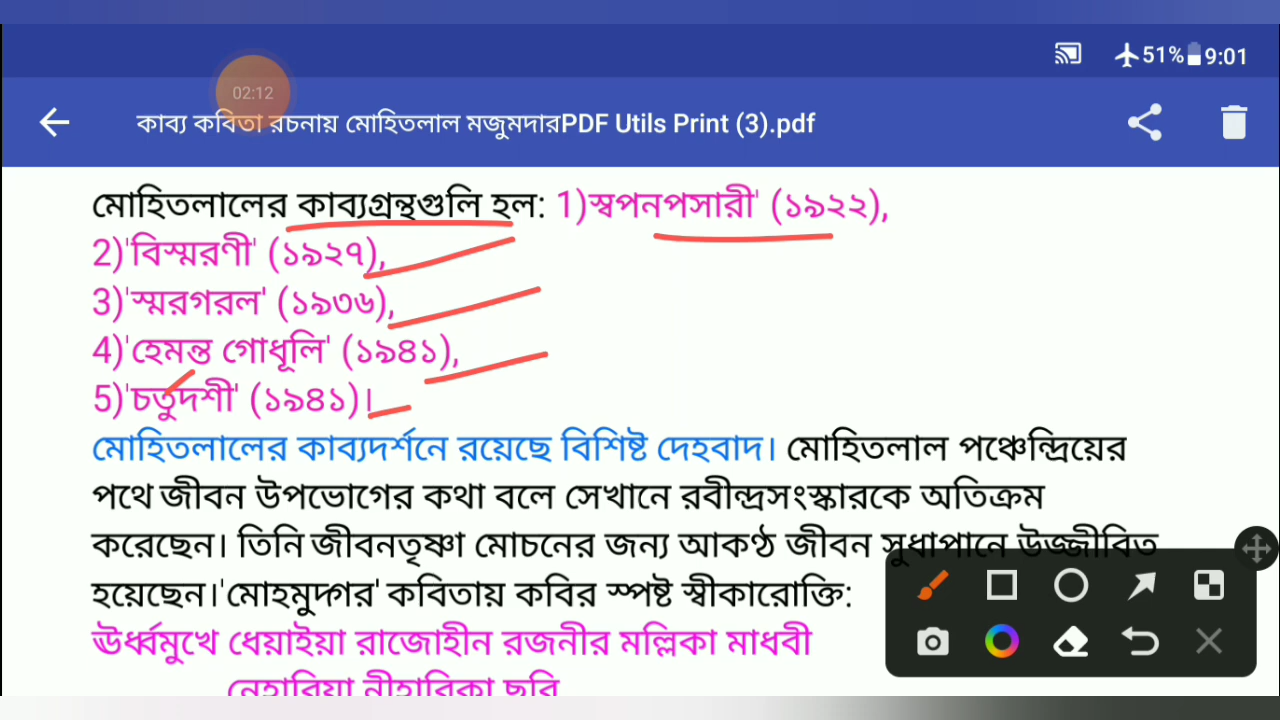 51% 9:01
02:12
কাব্য কবিতা রচনায় মোহিতলাল মজুমদারPDF Utils Print (3).pdf
মোহিতলালের কাব্যগ্রন্থগুলি হল: 1)স্বপনপসারী' (১৯২২),
2)'বিস্মরণী' (১৯২৭),
3)'স্মরগরল' (১৯৩৬),
4)'হেমন্ত গোধূলি' (১৯৪১),
5)'চতুদশী' (১৯৪১)।
মোহিতলালের কাব্যদর্শনে রয়েছে বিশিষ্ট দেহবাদ। মোহিতলাল পঞ্চেন্দ্রিয়ের
পথে জীবন উপভোগের কথা বলে সেখানে রবীন্দ্রসংস্কারকে অতিক্রম
করেছেন। তিনি জীবনতৃষ্ণা মোচনের জন্য আকণ্ঠ জীবন সুধাপানে উজ্জীবিত
হয়েছেন।'মোহমুদ্গর' কবিতায় কবির স্পষ্ট স্বীকারোক্তি:
ঊর্ধ্বমুখে ধেয়াইয়া রাজোহীন রজনীর মল্লিকা মাধবী
নেহারিয়া নীহারিকা ছবি